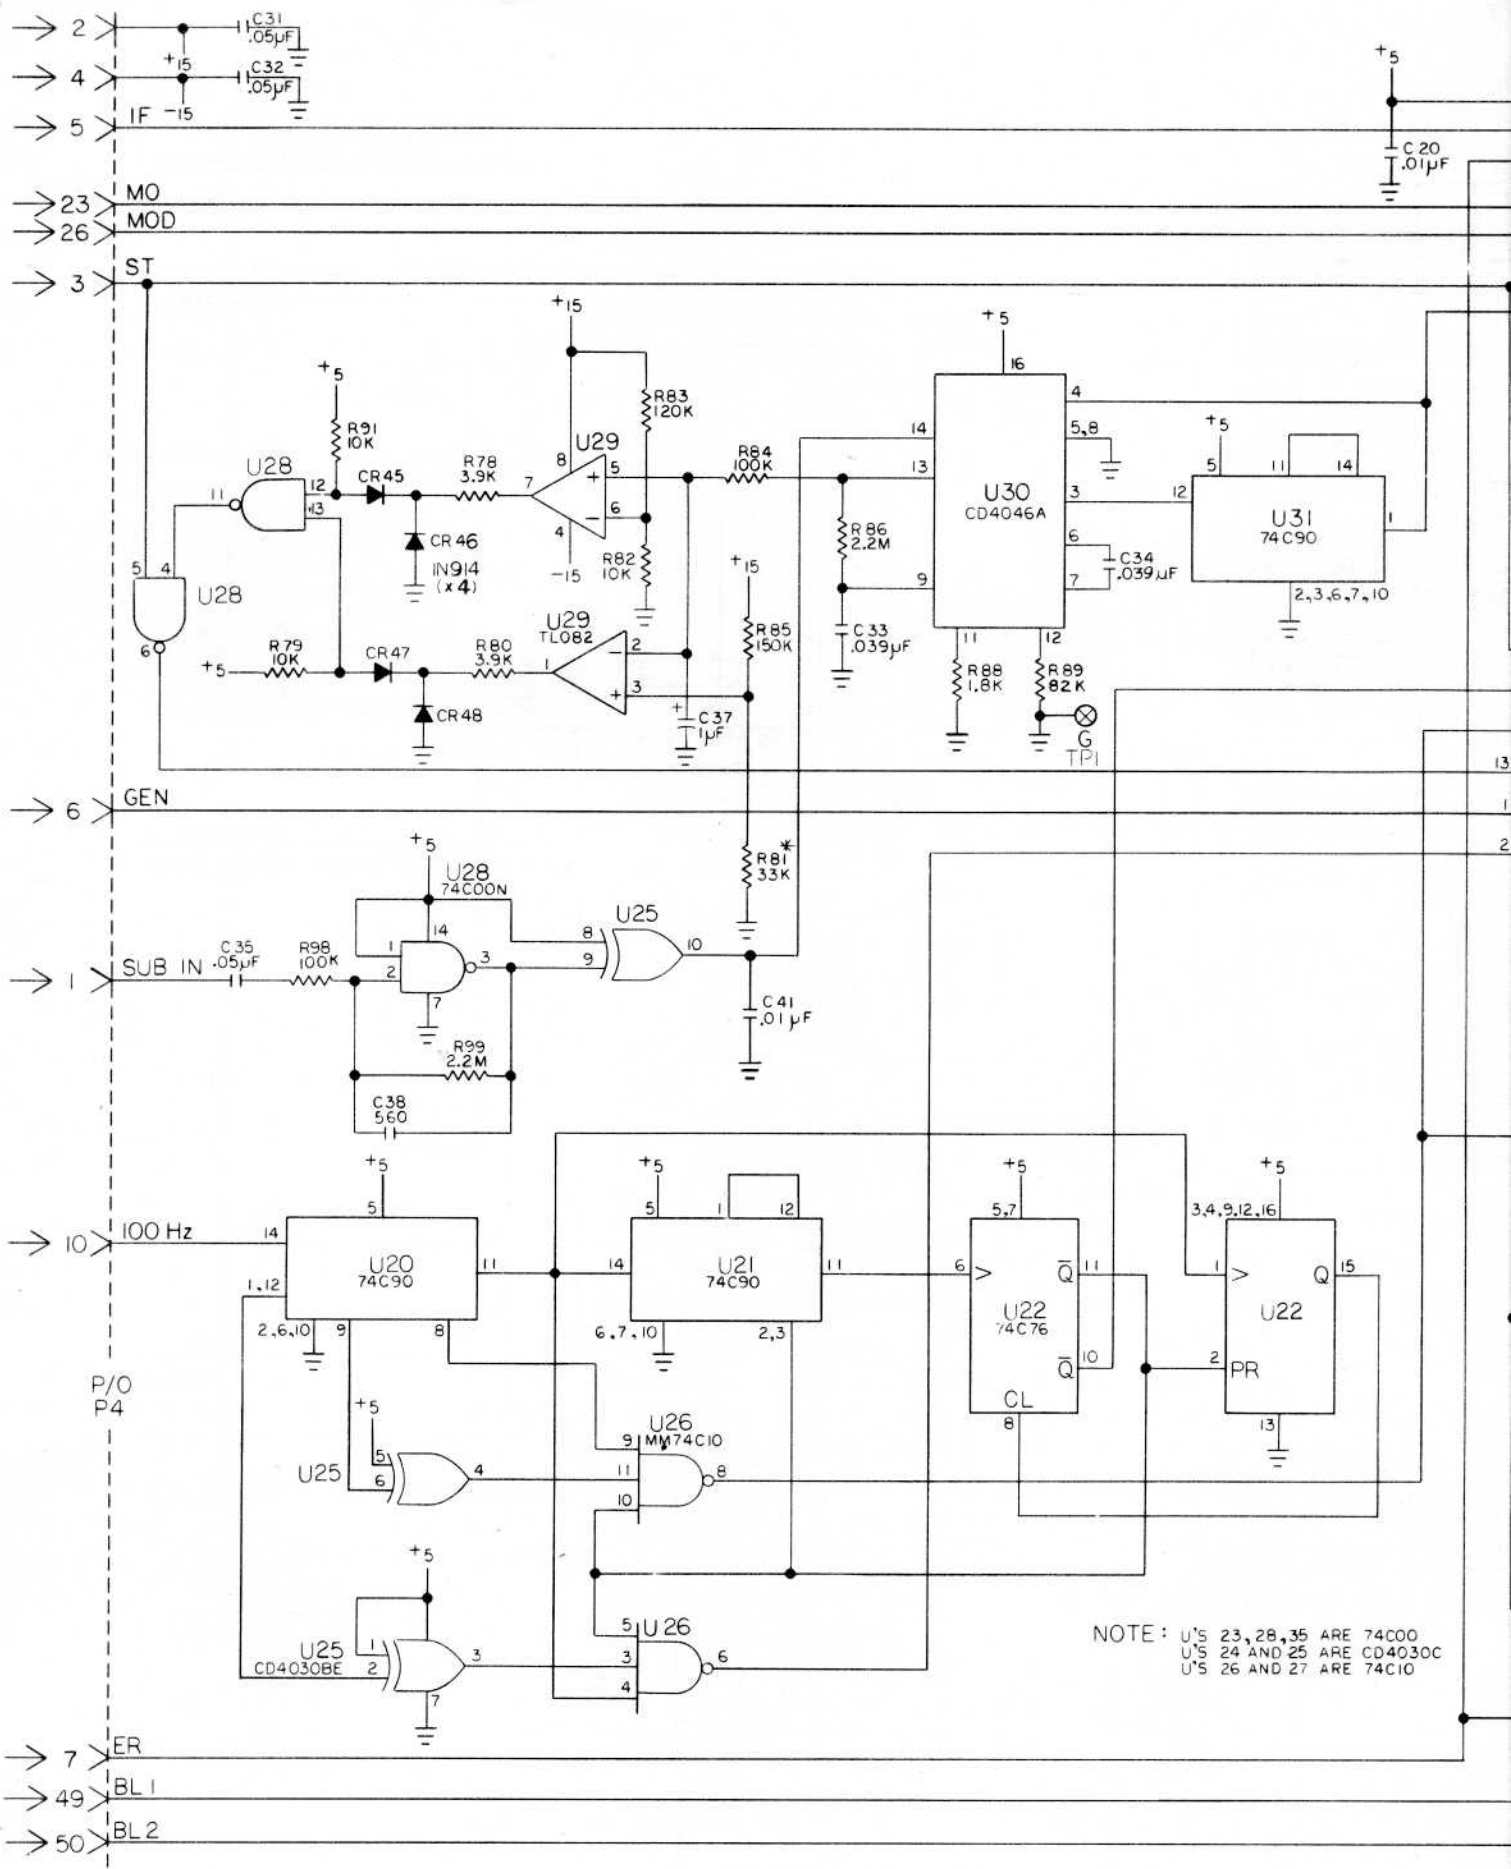 2
C31
.05µF
+15
4
C32
.05µF
-15
+5
5
IF
C20
.01µF
23
MO
26
MOD
3
ST
+15
+5
16
+5
R91
10K
R83
120K
U29
R84
100K
14
13
4
5,8
+5
5
11
14
U28
11
12
13
CR45
R78
3.9K
7
8
5
6
4
+
−
-15
U30
CD4046A
3
12
U31
74C90
1
CR46
IN914
(x4)
R82
10K
+15
R86
2.2M
9
6
7
C34
.039µF
2,3,6,7,10
5
4
U28
6
U29
TL082
R85
150K
C33
.039µF
11
12
R79
10K
+5
CR47
R80
3.9K
1
2
3
−
+
R88
1.8K
R89
82K
CR48
+
C37
1µF
G
TP1
13
6
GEN
1
+5
R81*
33K
2
U28
74C00N
U25
14
1
2
3
7
8
9
10
1
SUB IN
C35
.05µF
R98
100K
C41
.01µF
R99
2.2M
C38
560
+5
+5
+5
+5
5
5
1
12
5,7
3,4,9,12,16
10
100 Hz
14
U20
74C90
11
14
U21
74C90
11
6
>
Q̅
11
1
>
Q
15
1,12
U22
74C76
U22
2,6,10
9
8
6,7,10
2,3
Q̅
10
2
PR
CL
8
13
P/O
P4
+5
U26
MM74C10
U25
5
6
4
9
11
10
8
+5
U25
CD4030BE
1
2
3
7
U26
5
3
4
6
NOTE: U'S 23,28,35 ARE 74C00
U'S 24 AND 25 ARE CD4030C
U'S 26 AND 27 ARE 74C10
7
ER
49
BL1
50
BL2